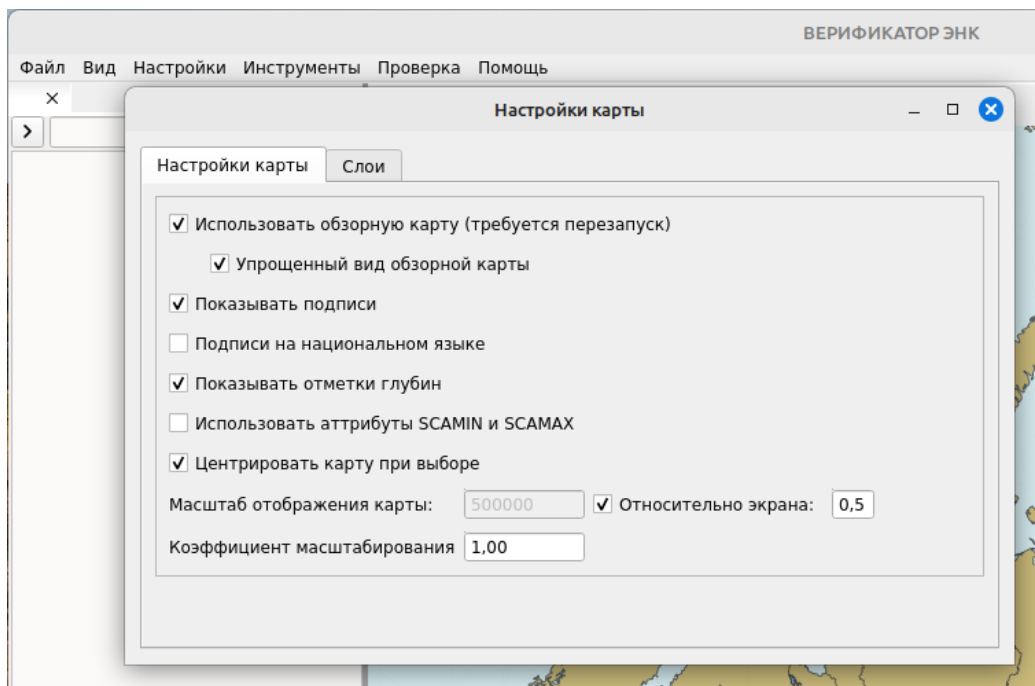 ВЕРИФИКАТОР ЭНК
Файл Вид Настройки Инструменты Проверка Помощь
Настройки карты
Настройки карты Слои
Использовать обзорную карту (требуется перезапуск)
Упрощенный вид обзорной карты
Показывать подписи
Подписи на национальном языке
Показывать отметки глубин
Использовать аттрибуты SCAMIN и SCAMAX
Центрировать карту при выборе
Масштаб отображения карты: 500000 Относительно экрана: 0,5
Коэффициент масштабирования 1,00